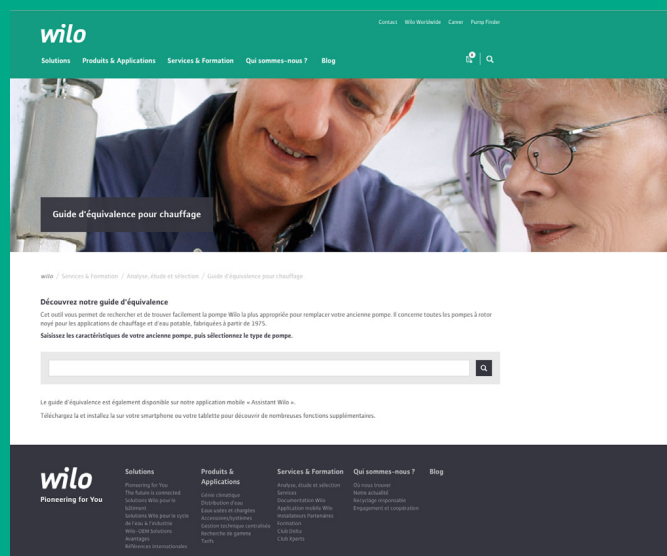 Contact Wilo Worldwide Career Pump Finder
wilo
Solutions Produits & Applications Services & Formation Qui sommes-nous ? Blog
0
Guide d'équivalence pour chauffage
wilo / Services & Formation / Analyse, étude et sélection / Guide d'équivalence pour chauffage
Découvrez notre guide d'équivalence
Cet outil vous permet de rechercher et de trouver facilement la pompe Wilo la plus appropriée pour remplacer votre ancienne pompe. Il concerne toutes les pompes à rotor
noyé pour les applications de chauffage et d'eau potable, fabriquées à partir de 1975.
Saisissez les caractéristiques de votre ancienne pompe, puis sélectionnez le type de pompe.
Le guide d'équivalence est également disponible sur notre application mobile « Assistant Wilo ».
Téléchargez la et installez la sur votre smartphone ou votre tablette pour découvrir de nombreuses fonctions supplémentaires.
wilo
Pioneering for You
Solutions
Pioneering for You
The future is connected
Solutions Wilo pour le
bâtiment
Solutions Wilo pour le cycle
de l'eau & l'industrie
Wilo-OEM Solutions
Avantages
Références internationales
Produits &
Applications
Génie climatique
Distribution d'eau
Eaux usées et chargées
Accessoires/systèmes
Gestion technique centralisée
Recherche de gamme
Tarifs
Services & Formation
Analyse, étude et sélection
Services
Documentation Wilo
Application mobile Wilo
Installateurs Partenaires
Formation
Club Delta
Club Xperts
Qui sommes-nous ?
Où nous trouver
Notre actualité
Recyclage responsable
Engagement et coopération
Blog